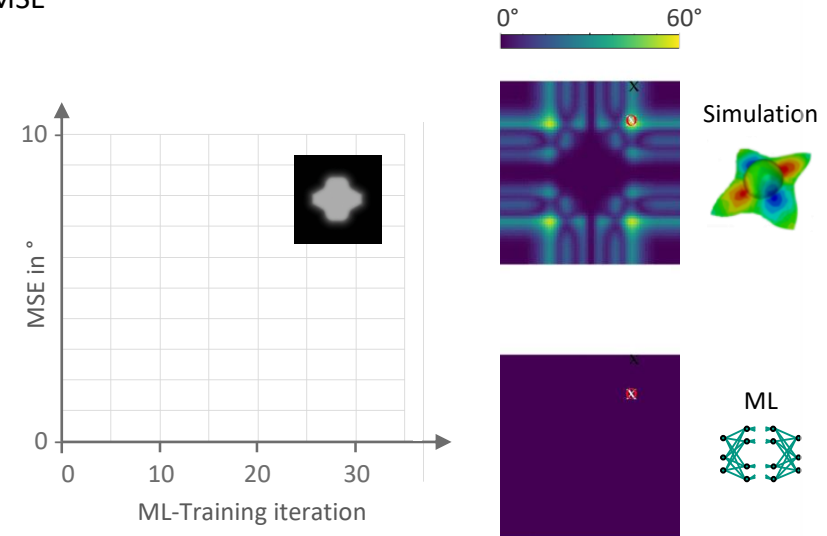 MSE
0° 60°
X
Simulation
X
10
MSE in °
0
0 10 20 30
ML-Training iteration
X
X
ML